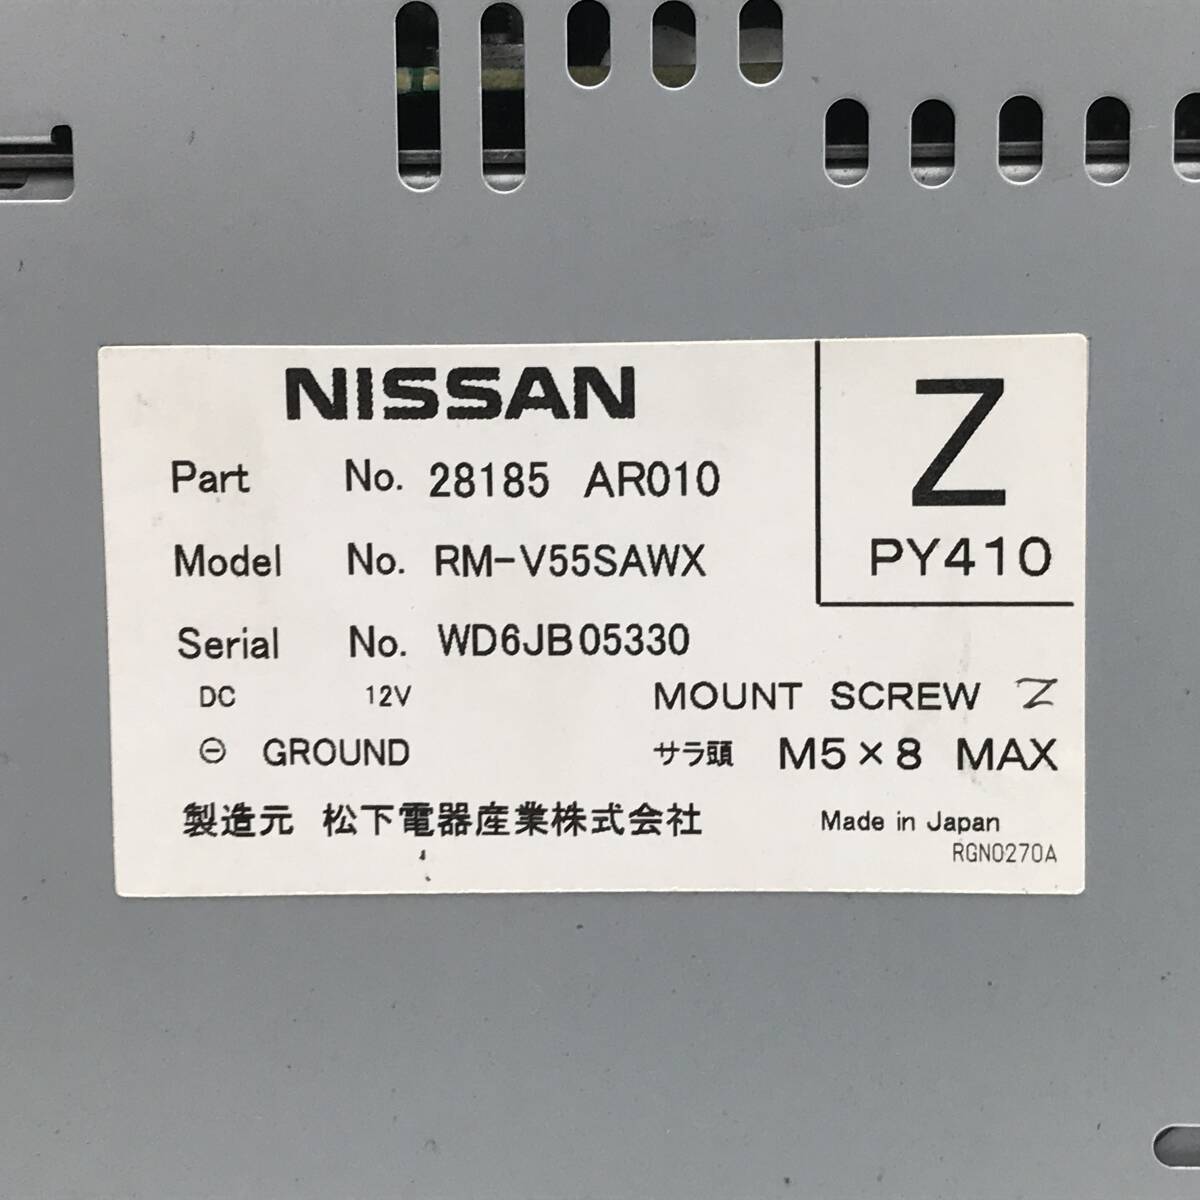 NISSAN
Z
PY410
Part No. 28185 AR010
Model No. RM-V55SAWX
Serial No. WD6JB05330
DC 12V
MOUNT SCREW Z
⊖ GROUND
サラ頭 M5×8 MAX
製造元 松下電器産業株式会社
Made in Japan
RGN0270A